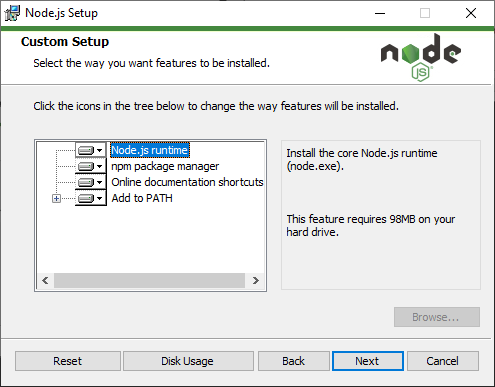 Node.js Setup
Custom Setup
Select the way you want features to be installed.
node
JS
Click the icons in the tree below to change the way features will be installed.
Node.js runtime
npm package manager
Online documentation shortcuts
Add to PATH
Install the core Node.js runtime
(node.exe).
This feature requires 98MB on your
hard drive.
Browse...
Reset
Disk Usage
Back
Next
Cancel